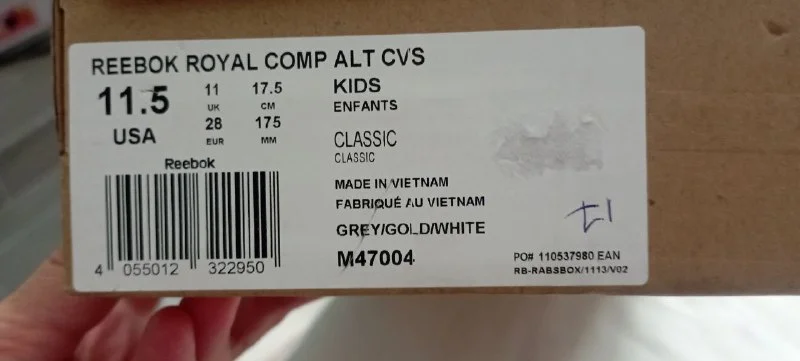 REEBOK ROYAL COMP ALT CVS
11.5
USA
11
UK
28
EUR
17.5
CM
175
MM
KIDS
ENFANTS
CLASSIC
CLASSIC
Reebok
MADE IN VIETNAM
FABRIQUÉ AU VIETNAM
GREY/GOLD/WHITE
M47004
4 055012 322950
PO# 110537980 EAN
RB-RABSBOX/1113/V02